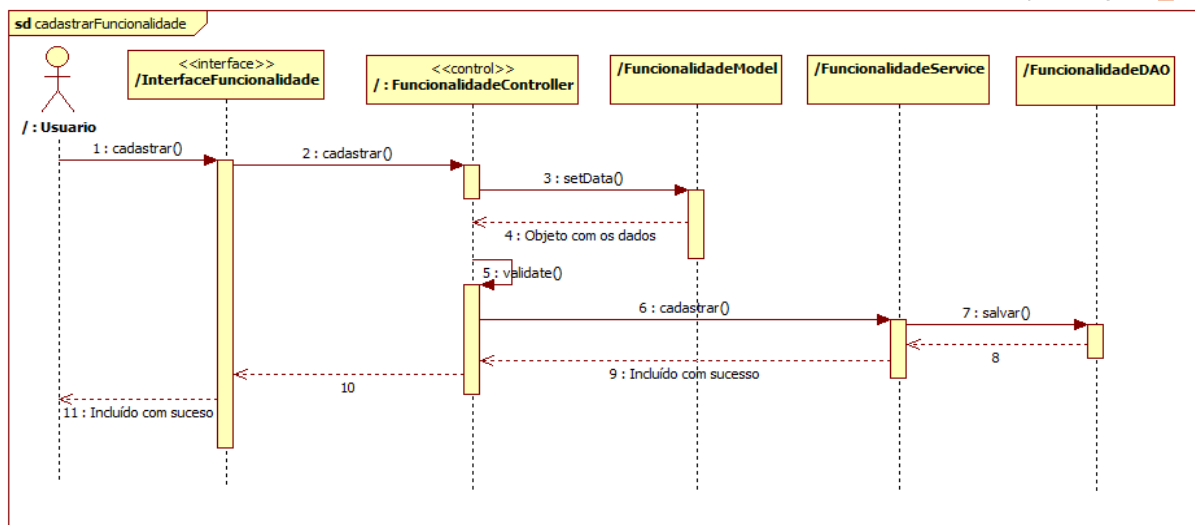 sd cadastrarFuncionalidade
/ : Usuario
<<interface>>
/InterfaceFuncionalidade
<<control>>
/ : FuncionalidadeController
/FuncionalidadeModel
/FuncionalidadeService
/FuncionalidadeDAO
1 : cadastrar()
2 : cadastrar()
3 : setData()
4 : Objeto com os dados
5 : validate()
6 : cadastrar()
7 : salvar()
8
9 : Incluído com sucesso
10
11 : Incluído com suceso